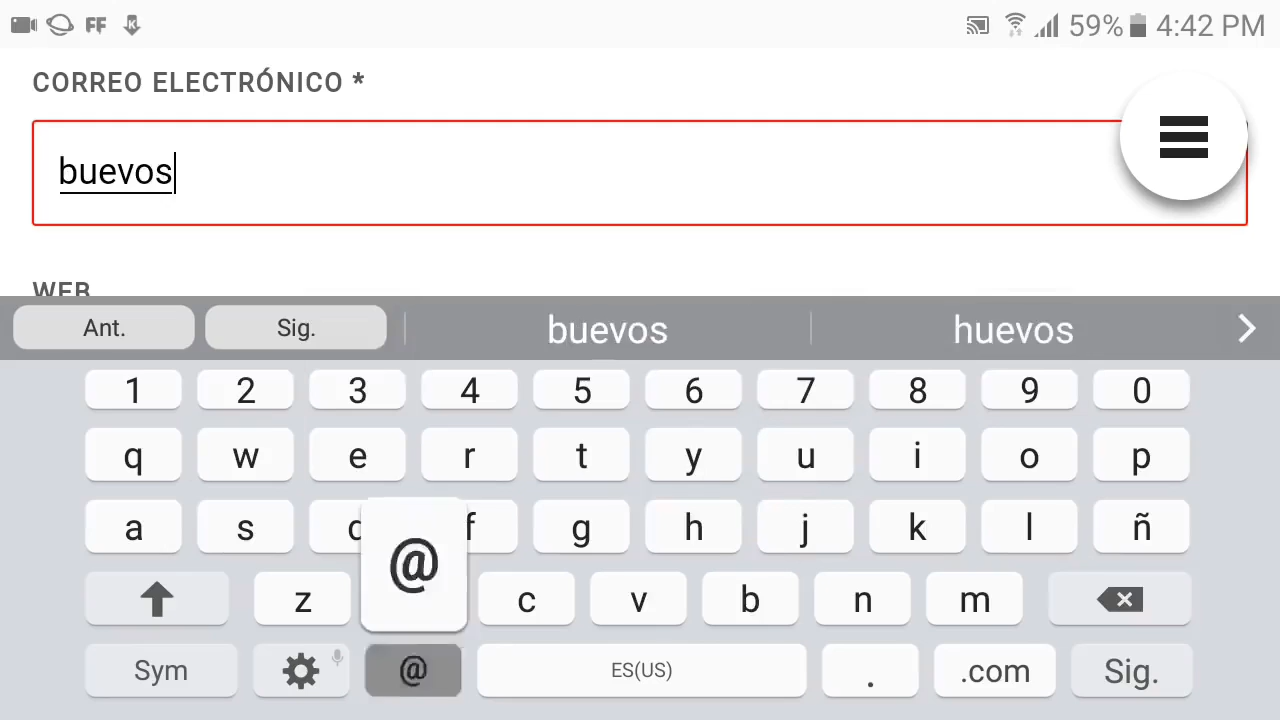 FF K 59% 4:42 PM
CORREO ELECTRÓNICO *
buevos
WEB
Ant. Sig. buevos huevos
1 2 3 4 5 6 7 8 9 0
q w e r t y u i o p
a s d f g h j k l ñ
@
z c v b n m
Sym @ ES(US) . .com Sig.